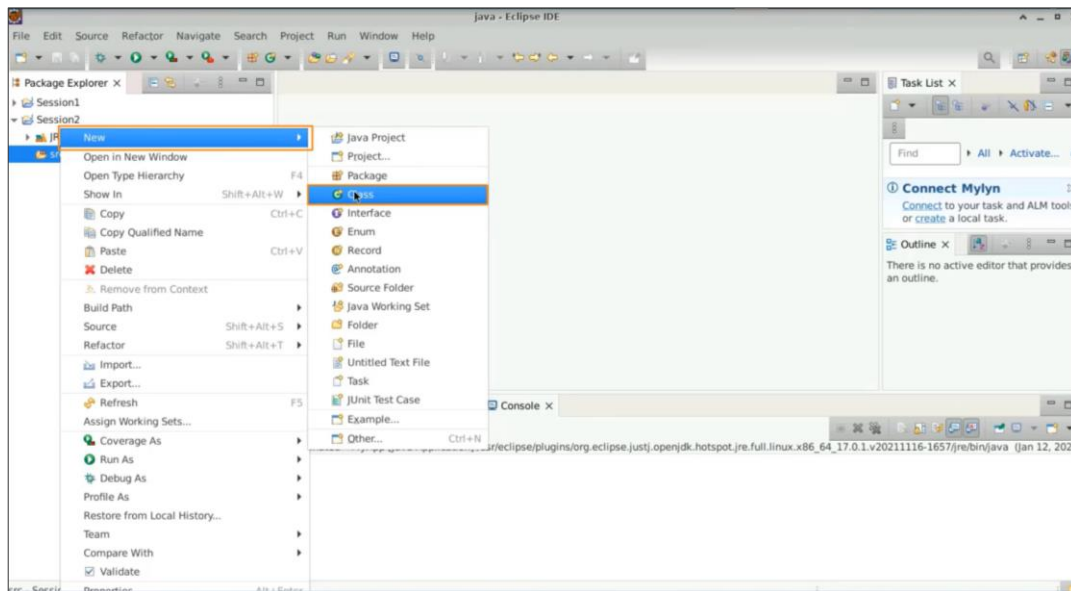 java - Eclipse IDE
File Edit Source Refactor Navigate Search Project Run Window Help
Package Explorer
Session1
Session2
JR
src
New
Open in New Window
Open Type Hierarchy F4
Show In Shift+Alt+W
Copy Ctrl+C
Copy Qualified Name
Paste Ctrl+V
Delete
Remove from Context
Build Path
Source Shift+Alt+S
Refactor Shift+Alt+T
Import...
Export...
Refresh F5
Assign Working Sets...
Coverage As
Run As
Debug As
Profile As
Restore from Local History...
Team
Compare With
Validate
Properties Alt+Enter
Java Project
Project...
Package
Class
Interface
Enum
Record
Annotation
Source Folder
Java Working Set
Folder
File
Untitled Text File
Task
JUnit Test Case
Example...
Other... Ctrl+N
Task List
Find All Activate...
Connect Mylyn
Connect to your task and ALM tools
or create a local task.
Outline
There is no active editor that provides
an outline.
Console
/usr/eclipse/plugins/org.eclipse.justj.openjdk.hotspot.jre.full.linux.x86_64_17.0.1.v20211116-1657/jre/bin/java (Jan 12, 202